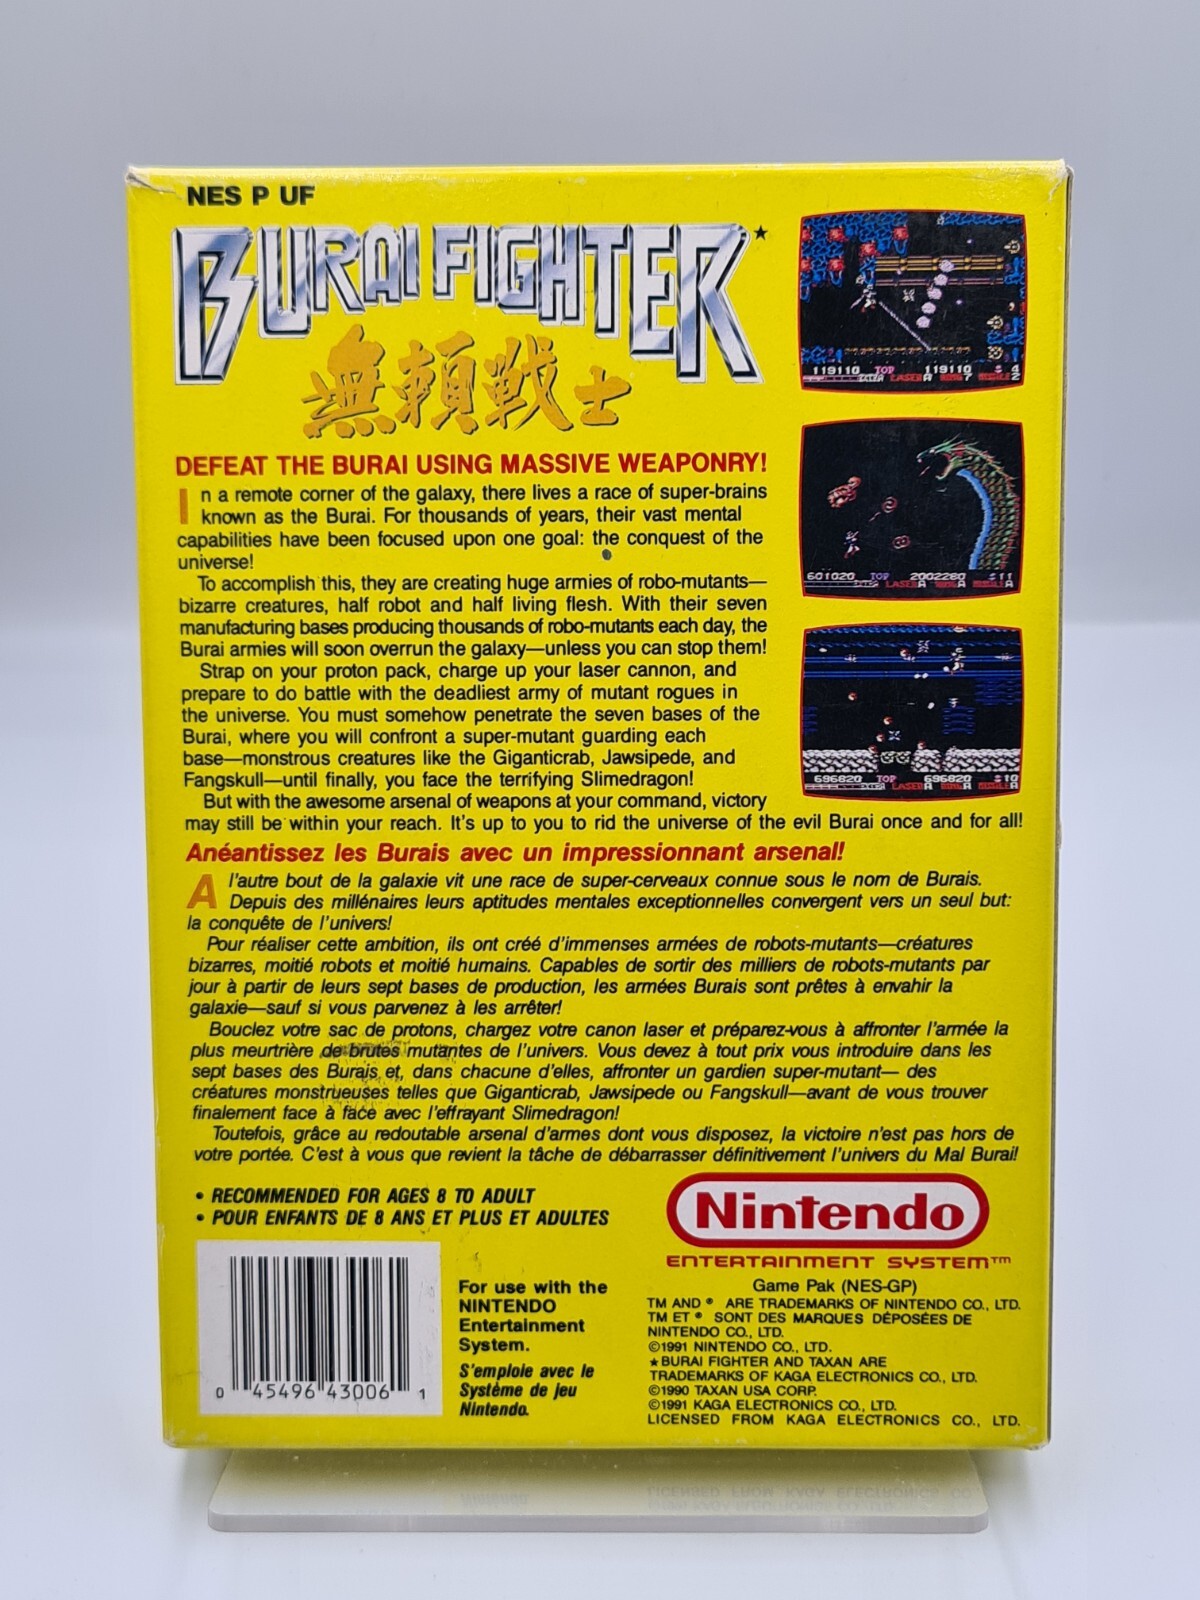 NES P UF
BURAI FIGHTER★
無頼戦士
DEFEAT THE BURAI USING MASSIVE WEAPONRY!
In a remote corner of the galaxy, there lives a race of super-brains
known as the Burai. For thousands of years, their vast mental
capabilities have been focused upon one goal: the conquest of the
universe!
To accomplish this, they are creating huge armies of robo-mutants—
bizarre creatures, half robot and half living flesh. With their seven
manufacturing bases producing thousands of robo-mutants each day, the
Burai armies will soon overrun the galaxy—unless you can stop them!
Strap on your proton pack, charge up your laser cannon, and
prepare to do battle with the deadliest army of mutant rogues in
the universe. You must somehow penetrate the seven bases of the
Burai, where you will confront a super-mutant guarding each
base—monstrous creatures like the Giganticrab, Jawsipede, and
Fangskull—until finally, you face the terrifying Slimedragon!
But with the awesome arsenal of weapons at your command, victory
may still be within your reach. It's up to you to rid the universe of the evil Burai once and for all!
119110 TOP 119110 4
LASER A RING 7 MISSILE 2
601020 TOP 2002280 11
LASER A RING A MISSILE A
696820 TOP 696820 10
LASER A RING A MISSILE A
Anéantissez les Burais avec un impressionnant arsenal!
A l'autre bout de la galaxie vit une race de super-cerveaux connue sous le nom de Burais.
Depuis des millénaires leurs aptitudes mentales exceptionnelles convergent vers un seul but:
la conquête de l'univers!
Pour réaliser cette ambition, ils ont créé d'immenses armées de robots-mutants—créatures
bizarres, moitié robots et moitié humains. Capables de sortir des milliers de robots-mutants par
jour à partir de leurs sept bases de production, les armées Burais sont prêtes à envahir la
galaxie—sauf si vous parvenez à les arrêter!
Bouclez votre sac de protons, chargez votre canon laser et préparez-vous à affronter l'armée la
plus meurtrière de brutes mutantes de l'univers. Vous devez à tout prix vous introduire dans les
sept bases des Burais et, dans chacune d'elles, affronter un gardien super-mutant— des
créatures monstrueuses telles que Giganticrab, Jawsipede ou Fangskull—avant de vous trouver
finalement face à face avec l'effrayant Slimedragon!
Toutefois, grâce au redoutable arsenal d'armes dont vous disposez, la victoire n'est pas hors de
votre portée. C'est à vous que revient la tâche de débarrasser définitivement l'univers du Mal Burai!
• RECOMMENDED FOR AGES 8 TO ADULT
• POUR ENFANTS DE 8 ANS ET PLUS ET ADULTES
0 45496 43006 1
For use with the
NINTENDO
Entertainment
System.
S'emploie avec le
Système de jeu
Nintendo.
Nintendo
ENTERTAINMENT SYSTEM™
Game Pak (NES-GP)
TM AND ® ARE TRADEMARKS OF NINTENDO CO., LTD.
TM ET ® SONT DES MARQUES DÉPOSÉES DE
NINTENDO CO., LTD.
©1991 NINTENDO CO., LTD.
★BURAI FIGHTER AND TAXAN ARE
TRADEMARKS OF KAGA ELECTRONICS CO., LTD.
©1990 TAXAN USA CORP.
©1991 KAGA ELECTRONICS CO., LTD.
LICENSED FROM KAGA ELECTRONICS CO., LTD.